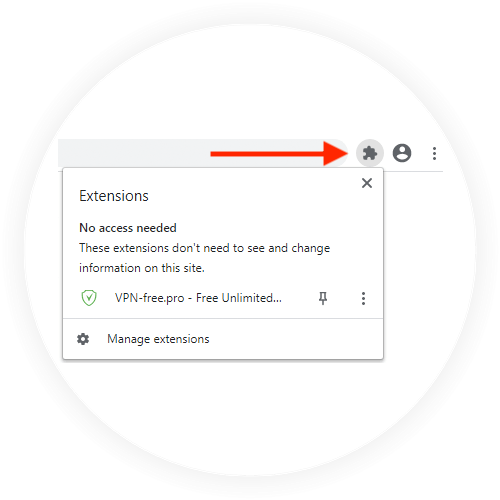 Extensions
No access needed
These extensions don't need to see and change
information on this site.
VPN-free.pro - Free Unlimited...
Manage extensions